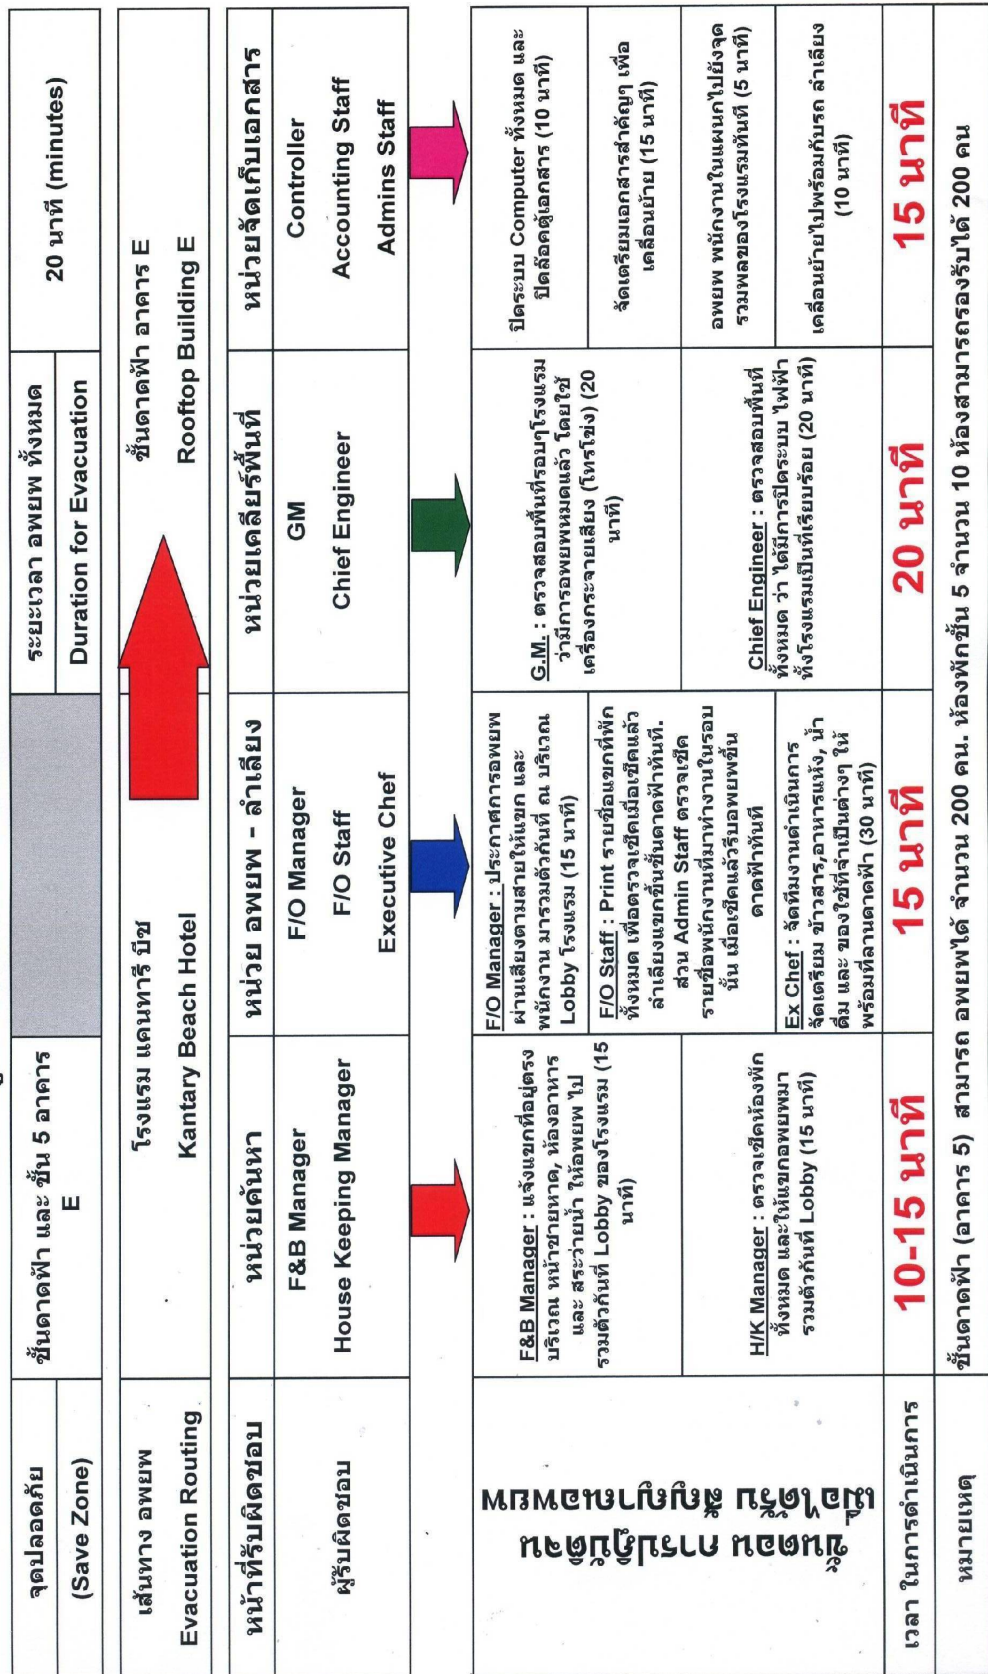 จุดปลอดภัย
(Save Zone)
ชั้นดาดฟ้า และ ชั้น 5 อาคาร
E
ระยะเวลา อพยพ ทั้งหมด
Duration for Evacuation
20 นาที (minutes)
เส้นทาง อพยพ
Evacuation Routing
โรงแรม แคนทารี บีช
Kantary Beach Hotel
ชั้นดาดฟ้า อาคาร E
Rooftop Building E
หน้าที่รับผิดชอบ
หน่วยค้นหา
หน่วย อพยพ - ลำเลียง
หน่วยเคลียร์พื้นที่
หน่วยจัดเก็บเอกสาร
ผู้รับผิดชอบ
F&B Manager
House Keeping Manager
F/O Manager
F/O Staff
Executive Chef
GM
Chief Engineer
Controller
Accounting Staff
Admins Staff
ขั้นตอน การปฏิบัติจน
เมื่อได้รับ สัญญาณอพยพ
F&B Manager : แจ้งแขกที่อยู่ตรง
บริเวณ หน้าชายหาด, ห้องอาหาร
และ สระว่ายน้ำ ให้อพยพ ไป
รวมตัวกันที่ Lobby ของโรงแรม (15
นาที)
H/K Manager : ตรวจเช็คห้องพัก
ทั้งหมด และให้แขกอพยพมา
รวมตัวกันที่ Lobby (15 นาที)
F/O Manager : ประกาศการอพยพ
ผ่านเสียงตามสายให้แขก และ
พนักงาน มารวมตัวกันที่ ณ บริเวณ
Lobby โรงแรม (15 นาที)
F/O Staff : Print รายชื่อแขกที่พัก
ทั้งหมด เพื่อตรวจเช็คเมื่อเช็คแล้ว
ลำเลียงแขกขึ้นชั้นดาดฟ้าทันที.
ส่วน Admin Staff ตรวจเช็ค
รายชื่อพนักงานที่มาทำงานในรอบ
นั้น เมื่อเช็คแล้วรีบอพยพขึ้น
ดาดฟ้าทันที
Ex Chef : จัดทีมงานดำเนินการ
จัดเตรียม ข้าวสาร,อาหารแห้ง, น้ำ
ดื่ม และ ของใช้ที่จำเป็นต่างๆ ให้
พร้อมที่ลานดาดฟ้า (30 นาที)
G.M. : ตรวจสอบพื้นที่รอบๆโรงแรม
ว่ามีการอพยพหมดแล้ว โดยใช้
เครื่องกระจายเสียง (โทรโข่ง) (20
นาที)
Chief Engineer : ตรวจสอบพื้นที่
ทั้งหมด ว่า ได้มีการปิดระบบ ไฟฟ้า
ทั้งโรงแรมเป็นที่เรียบร้อย (20 นาที)
ปิดระบบ Computer ทั้งหมด และ
ปิดล๊อคตู้เอกสาร (10 นาที)
จัดเตรียมเอกสารสำคัญๆ เพื่อ
เคลื่อนย้าย (15 นาที)
อพยพ พนักงานในแผนกไปยังจุด
รวมพลของโรงแรมทันที (5 นาที)
เคลื่อนย้ายไปพร้อมกับรถ ลำเลียง
(10 นาที)
เวลา ในการดำเนินการ
10-15 นาที
15 นาที
20 นาที
15 นาที
หมายเหตุ
ชั้นดาดฟ้า (อาคาร 5) สามารถ อพยพได้ จำนวน 200 คน. ห้องพักชั้น 5 จำนวน 10 ห้องสามารถรองรับได้ 200 คน